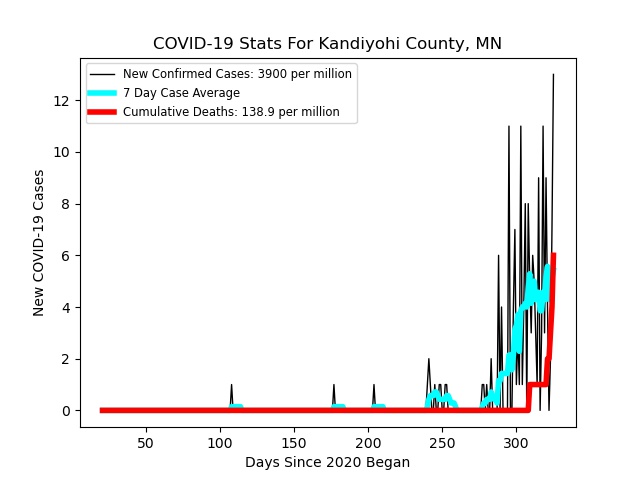 COVID-19 Stats For Kandiyohi County, MN
New Confirmed Cases: 3900 per million
7 Day Case Average
Cumulative Deaths: 138.9 per million
New COVID-19 Cases
12
10
8
6
4
2
0
50
100
150
200
250
300
Days Since 2020 Began